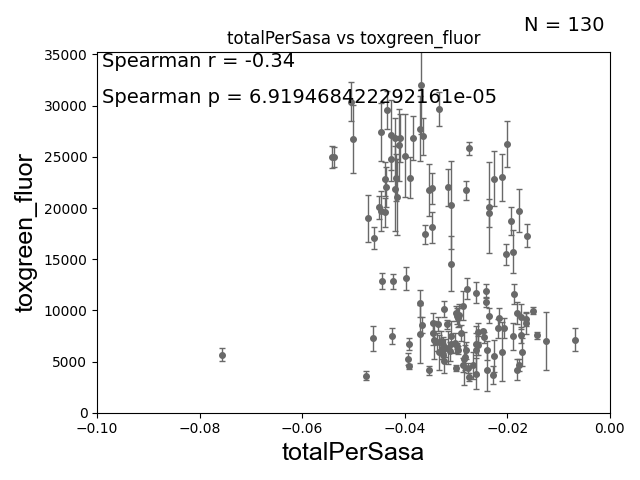 N = 130
totalPerSasa vs toxgreen_fluor
Spearman r = -0.34
Spearman p = 6.919468422292161e-05
toxgreen_fluor
35000
30000
25000
20000
15000
10000
5000
0
−0.10 −0.08 −0.06 −0.04 −0.02 0.00
totalPerSasa